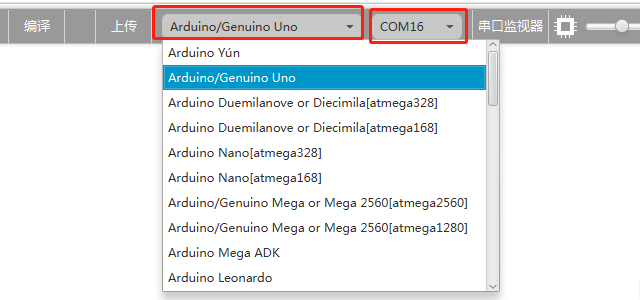 编译 上传 Arduino/Genuino Uno COM16 串口监视器
Arduino Yún
Arduino/Genuino Uno
Arduino Duemilanove or Diecimila[atmega328]
Arduino Duemilanove or Diecimila[atmega168]
Arduino Nano[atmega328]
Arduino Nano[atmega168]
Arduino/Genuino Mega or Mega 2560[atmega2560]
Arduino/Genuino Mega or Mega 2560[atmega1280]
Arduino Mega ADK
Arduino Leonardo